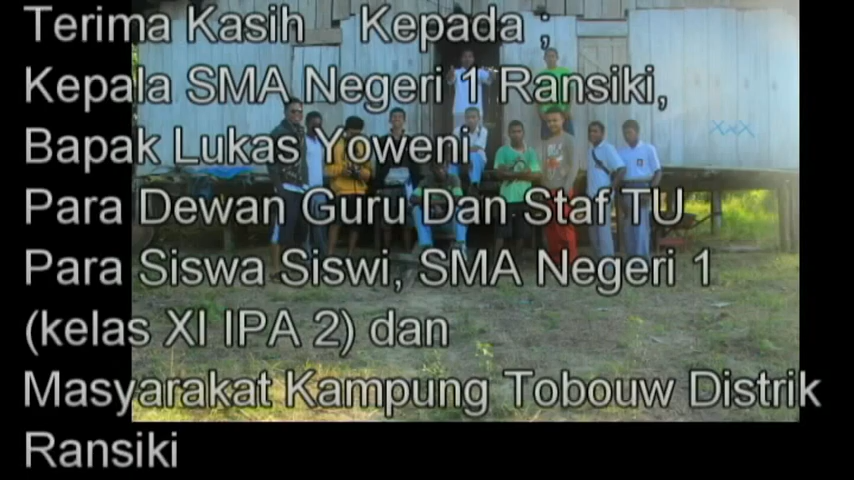 Terima Kasih Kepada ;
Kepala SMA Negeri 1 Ransiki,
Bapak Lukas Yoweni
Para Dewan Guru Dan Staf TU
Para Siswa Siswi, SMA Negeri 1
(kelas XI IPA 2) dan
Masyarakat Kampung Tobouw Distrik
Ransiki